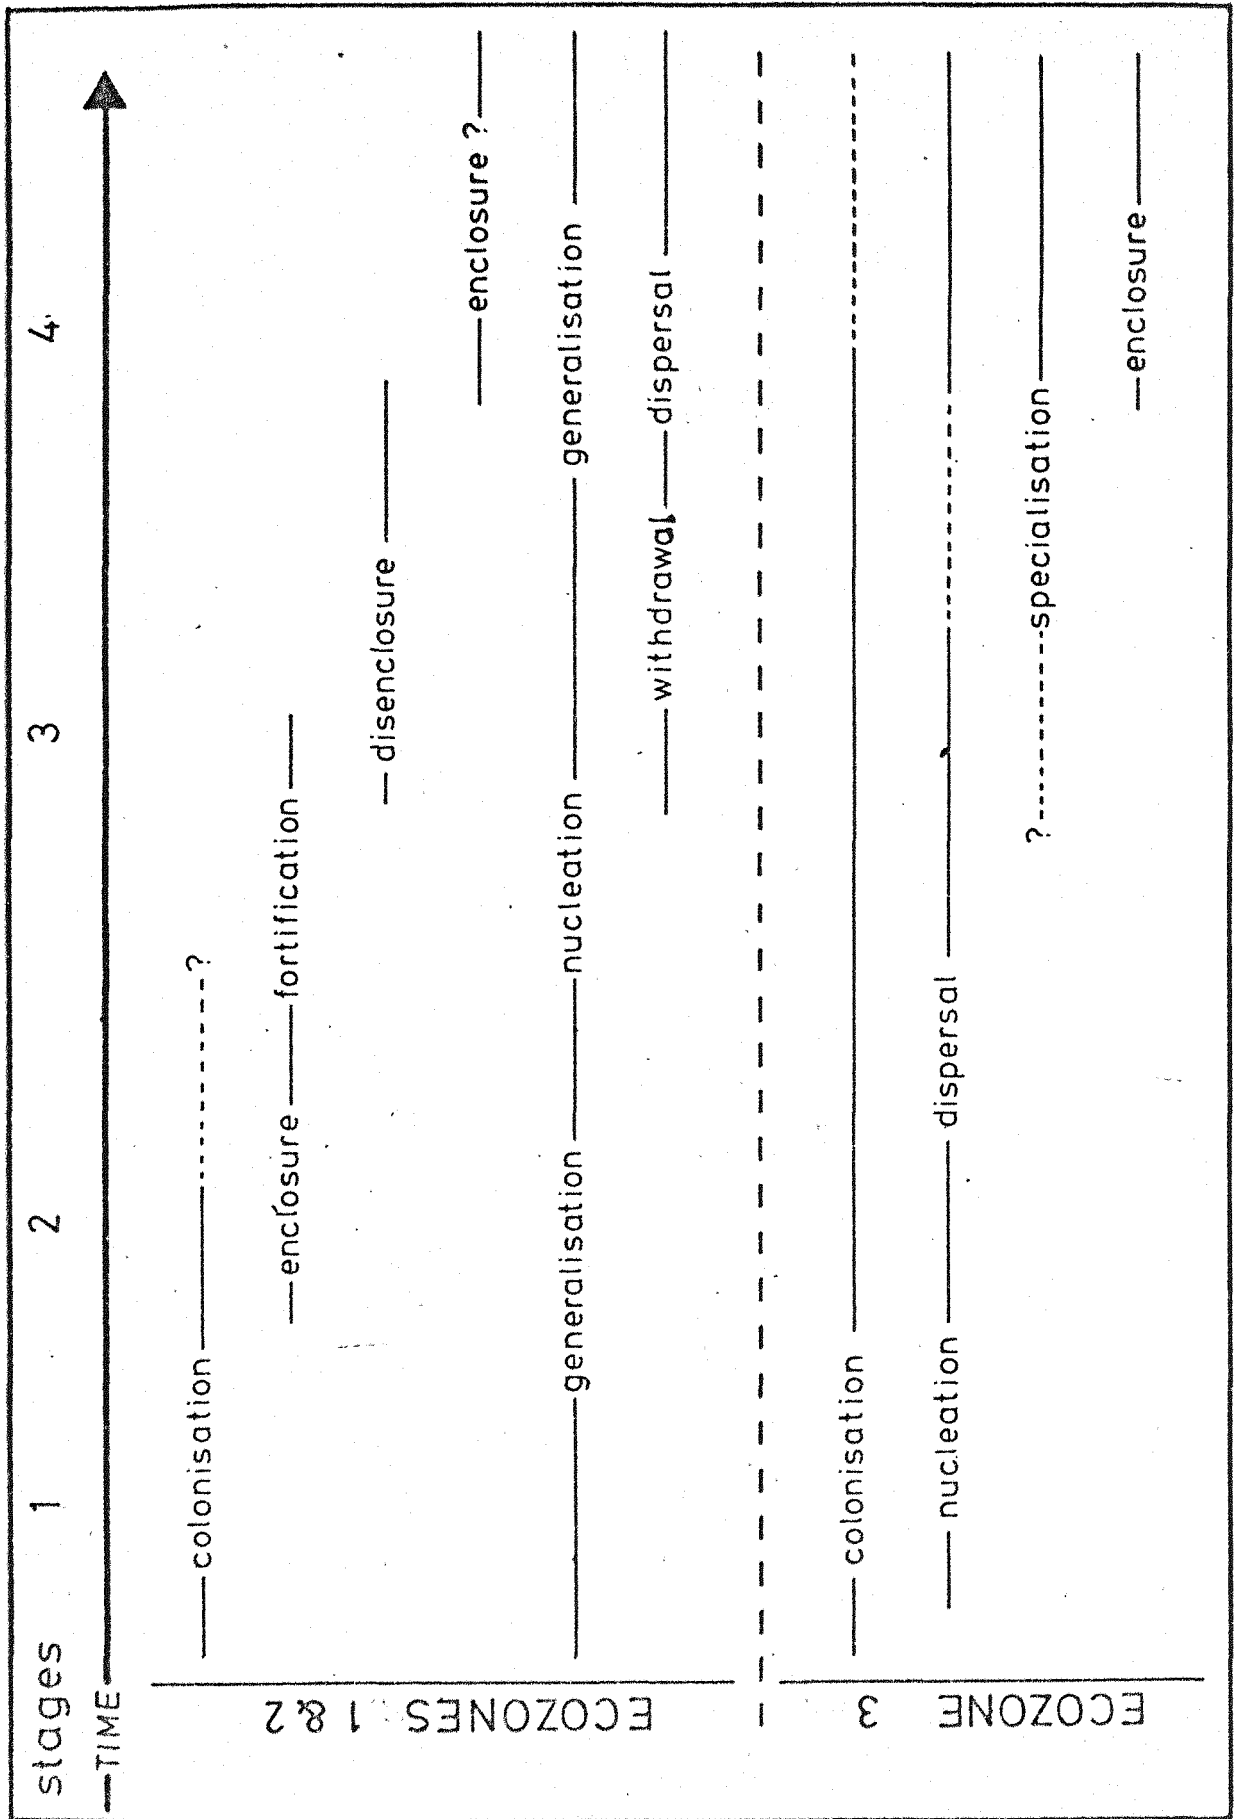 stages 1 2 3 4
TIME
ECOZONES 1 & 2
colonisation ?
enclosure fortification
disenclosure
enclosure ?
generalisation nucleation generalisation
withdrawal dispersal
ECOZONE 3
colonisation
nucleation dispersal
? specialisation
enclosure